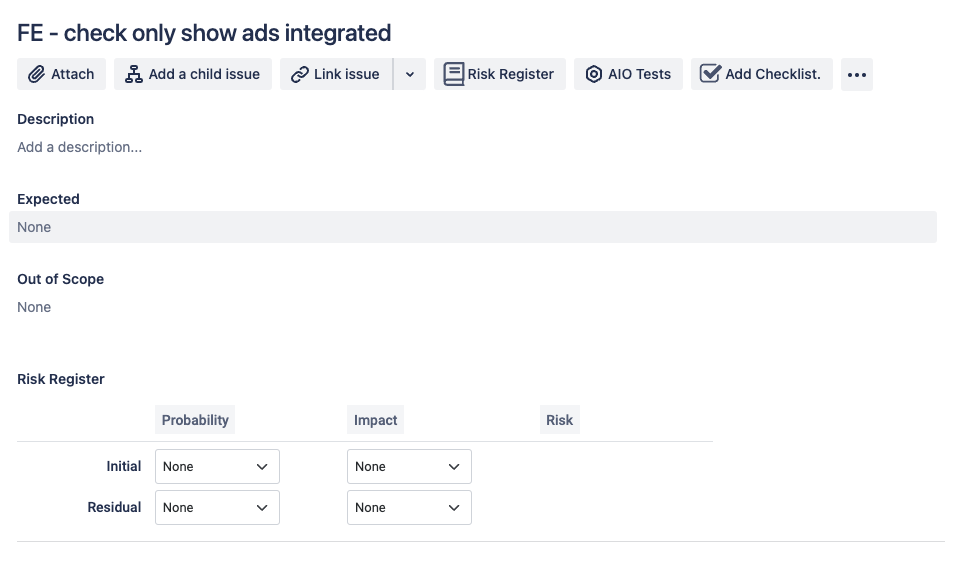 FE - check only show ads integrated
Attach Add a child issue Link issue Risk Register AIO Tests Add Checklist. •••
Description
Add a description...
Expected
None
Out of Scope
None
Risk Register
Probability Impact Risk
Initial None None
Residual None None